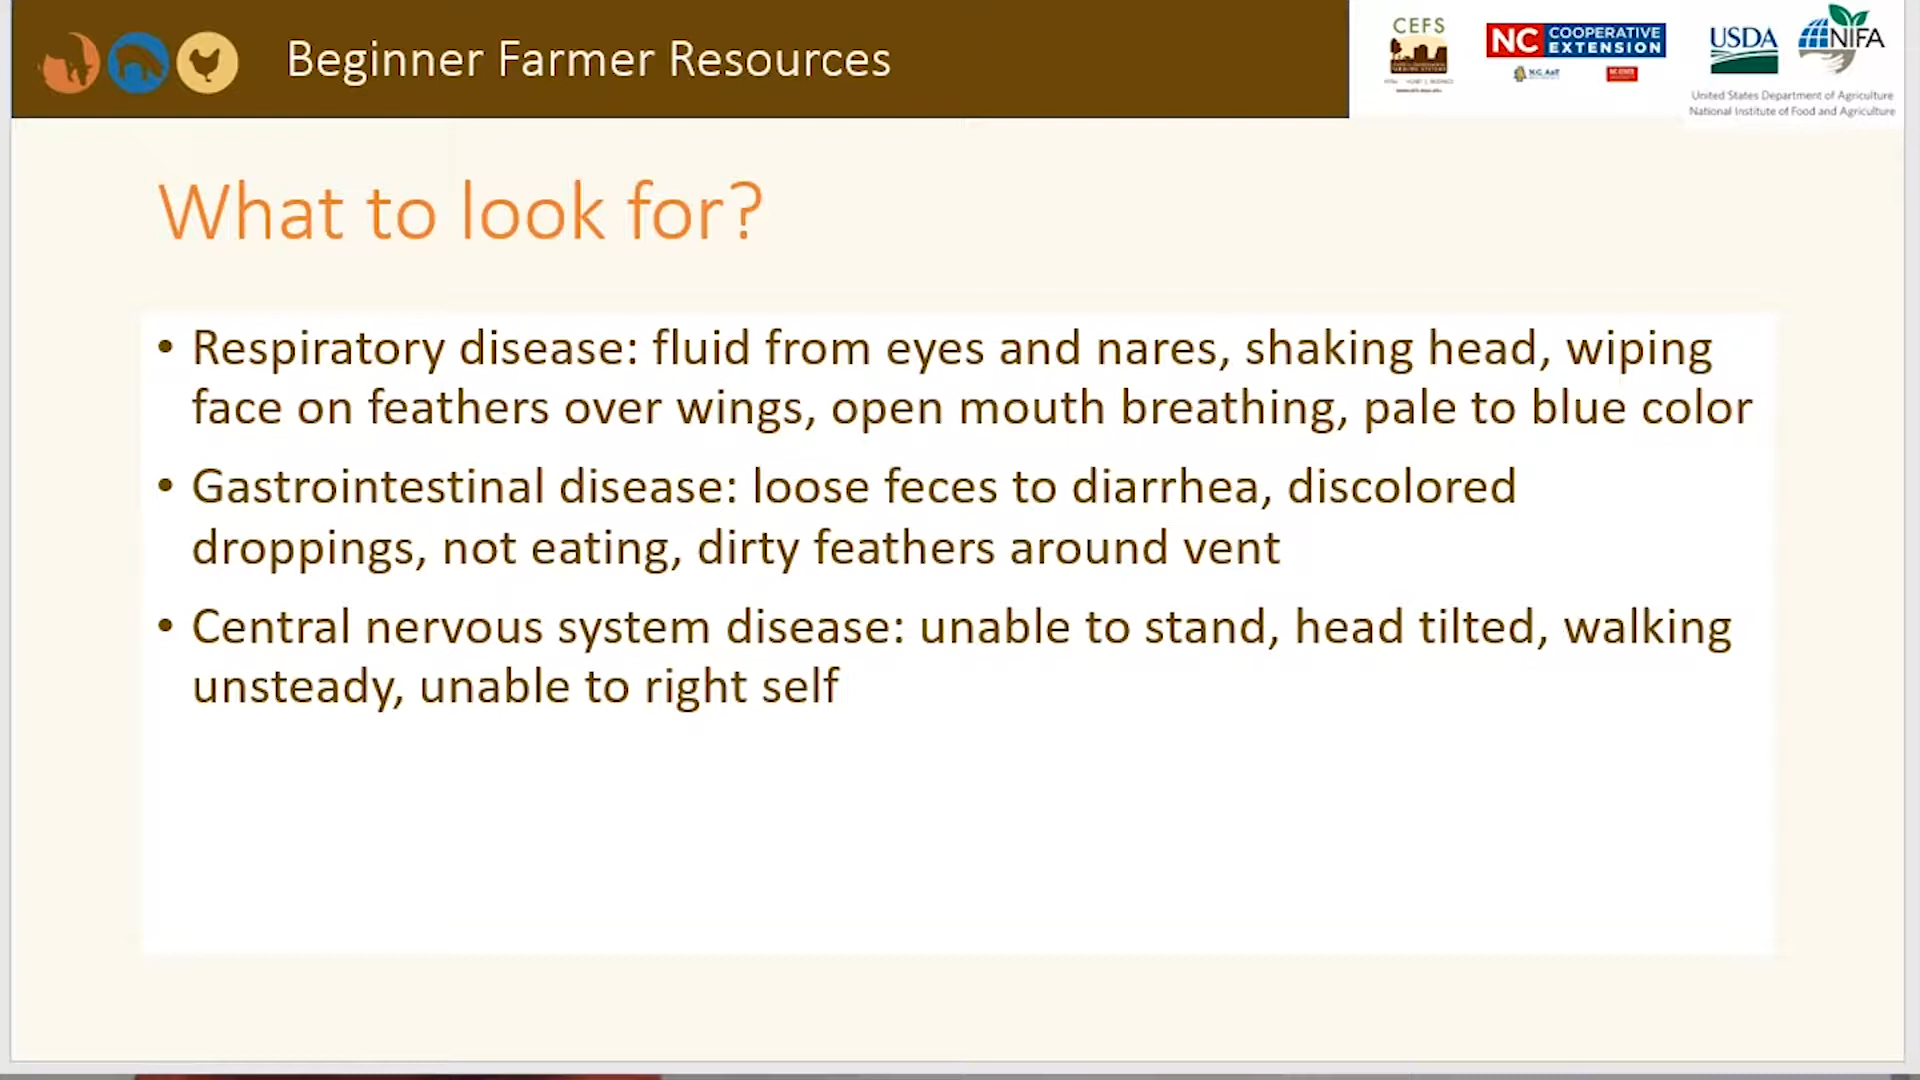 Beginner Farmer Resources
CEFS
NC COOPERATIVE EXTENSION
USDA
NIFA
United States Department of Agriculture
National Institute of Food and Agriculture
What to look for?
• Respiratory disease: fluid from eyes and nares, shaking head, wiping
face on feathers over wings, open mouth breathing, pale to blue color
• Gastrointestinal disease: loose feces to diarrhea, discolored
droppings, not eating, dirty feathers around vent
• Central nervous system disease: unable to stand, head tilted, walking
unsteady, unable to right self